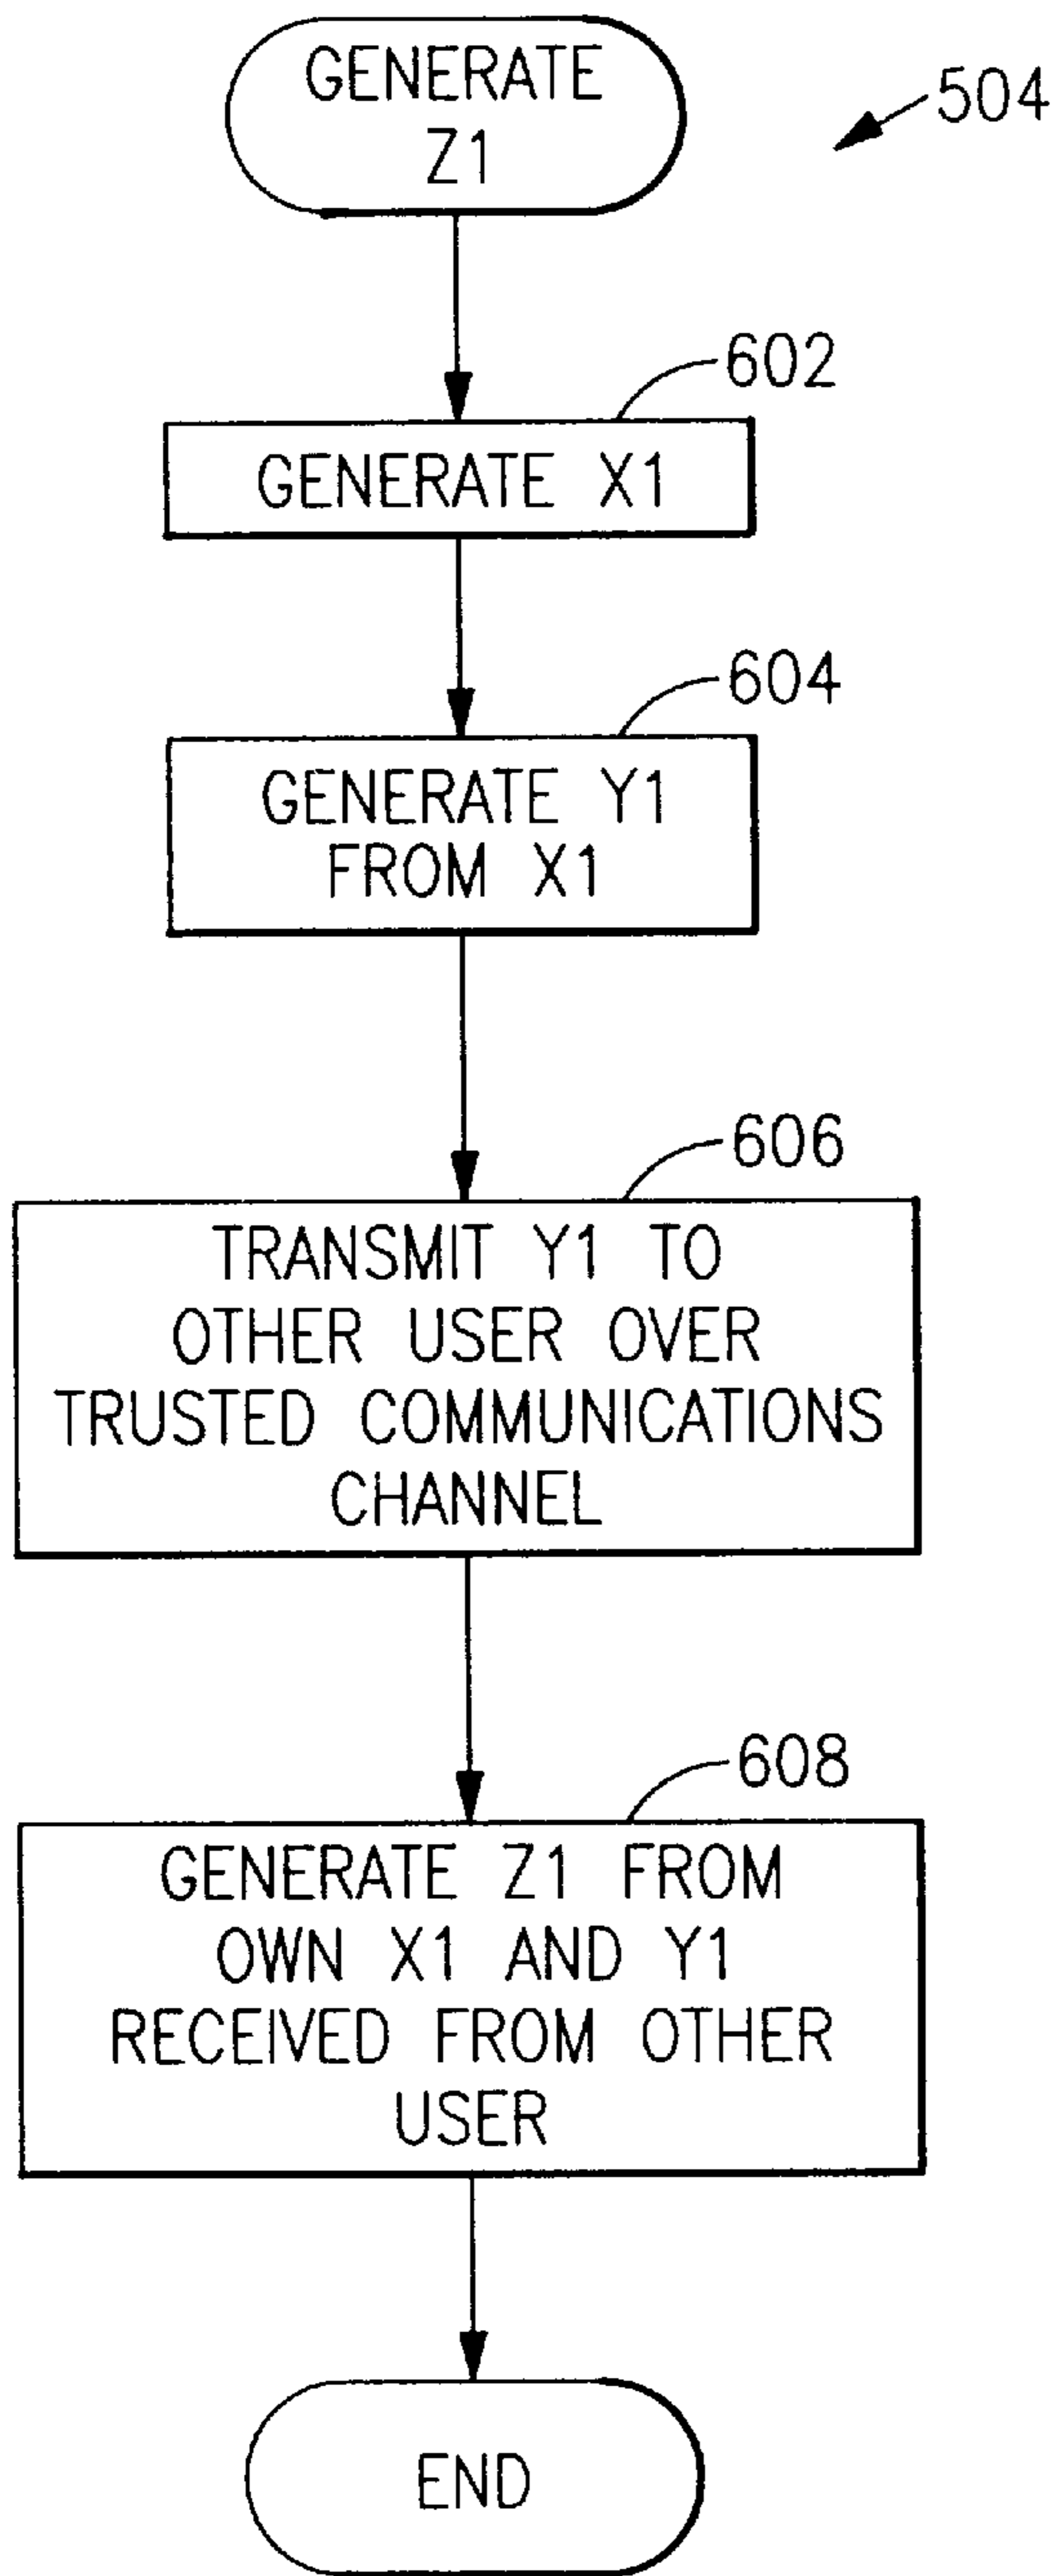 GENERATE
Z1
504
602
GENERATE X1
604
GENERATE Y1
FROM X1
606
TRANSMIT Y1 TO
OTHER USER OVER
TRUSTED COMMUNICATIONS
CHANNEL
608
GENERATE Z1 FROM
OWN X1 AND Y1
RECEIVED FROM OTHER
USER
END